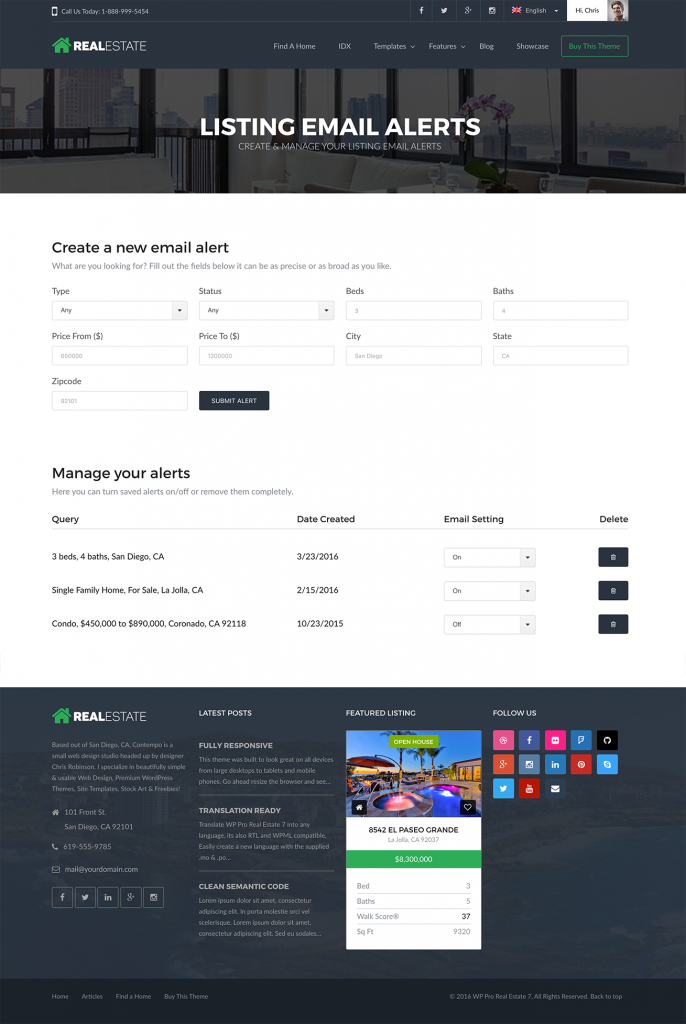 Call Us Today: 1-888-999-5454
English
Hi, Chris
REALESTATE
Find A Home
IDX
Templates
Features
Blog
Showcase
Buy This Theme
LISTING EMAIL ALERTS
CREATE & MANAGE YOUR LISTING EMAIL ALERTS
Create a new email alert
What are you looking for? Fill out the fields below it can be as precise or as broad as you like.
Type
Status
Beds
Baths
Any
Any
3
4
Price From ($)
Price To ($)
City
State
650000
1200000
San Diego
CA
Zipcode
92101
SUBMIT ALERT
Manage your alerts
Here you can turn saved alerts on/off or remove them completely.
Query
Date Created
Email Setting
Delete
3 beds, 4 baths, San Diego, CA
3/23/2016
On
Single Family Home, For Sale, La Jolla, CA
2/15/2016
On
Condo, $450,000 to $890,000, Coronado, CA 92118
10/23/2015
Off
REALESTATE
Based out of San Diego, CA, Contempo is a
small web design studio headed up by designer
Chris Robinson. I specialize in beautifully simple
& usable Web Design, Premium WordPress
Themes, Site Templates, Stock Art & Freebies!
101 Front St.
San Diego, CA 92101
619-555-9785
mail@yourdomain.com
LATEST POSTS
FULLY RESPONSIVE
This theme was built to look great on all devices
from large desktops to tablets and mobile
phones. Go ahead resize the browser and see...
TRANSLATION READY
Translate WP Pro Real Estate 7 into any
language, its also RTL and WPML compatible,
Easily create a new language with the supplied
.mo & .po...
CLEAN SEMANTIC CODE
Lorem ipsum dolor sit amet, consectetur
adipiscing elit. In porta molestie orci vel
scelerisque. Lorem ipsum dolor sit amet,
consectetur adipiscing elit. Sed eu sodales...
FEATURED LISTING
OPEN HOUSE
8542 EL PASEO GRANDE
La Jolla, CA 92037
$8,300,000
Bed 3
Baths 5
Walk Score® 37
Sq Ft 9320
FOLLOW US
Home
Articles
Find a Home
Buy This Theme
© 2016 WP Pro Real Estate 7, All Rights Reserved. Back to top